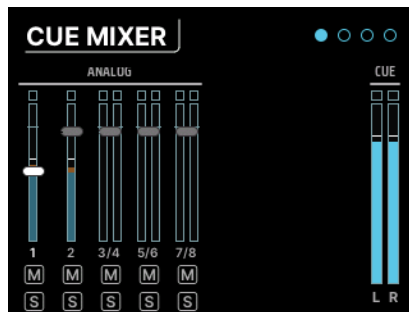 CUE MIXER
ANALOG
CUE
1 2 3/4 5/6 7/8
M M M M M
S S S S S
L R